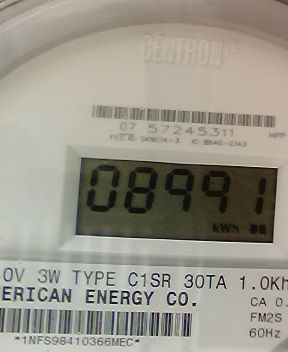 CENTRON®
07 57245311
08991
kWh
0V 3W TYPE C1SR 30TA 1.0Kh
ERICAN ENERGY CO.
CA 0.
FM2S
60Hz
*1NFS98410366MEC*